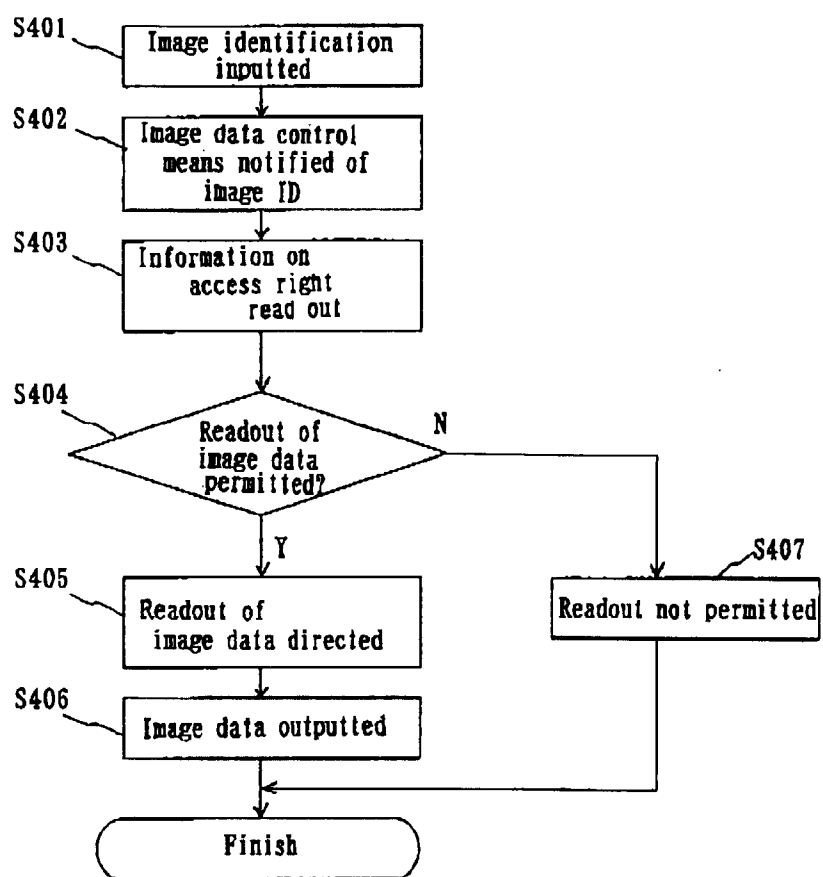 S401
Image identification
inputted
S402
Image data control
means notified of
image ID
S403
Information on
access right
read out
S404
Readout of
image data
permitted?
N
Y
S405
Readout of
image data directed
S407
Readout not permitted
S406
Image data outputted
Finish